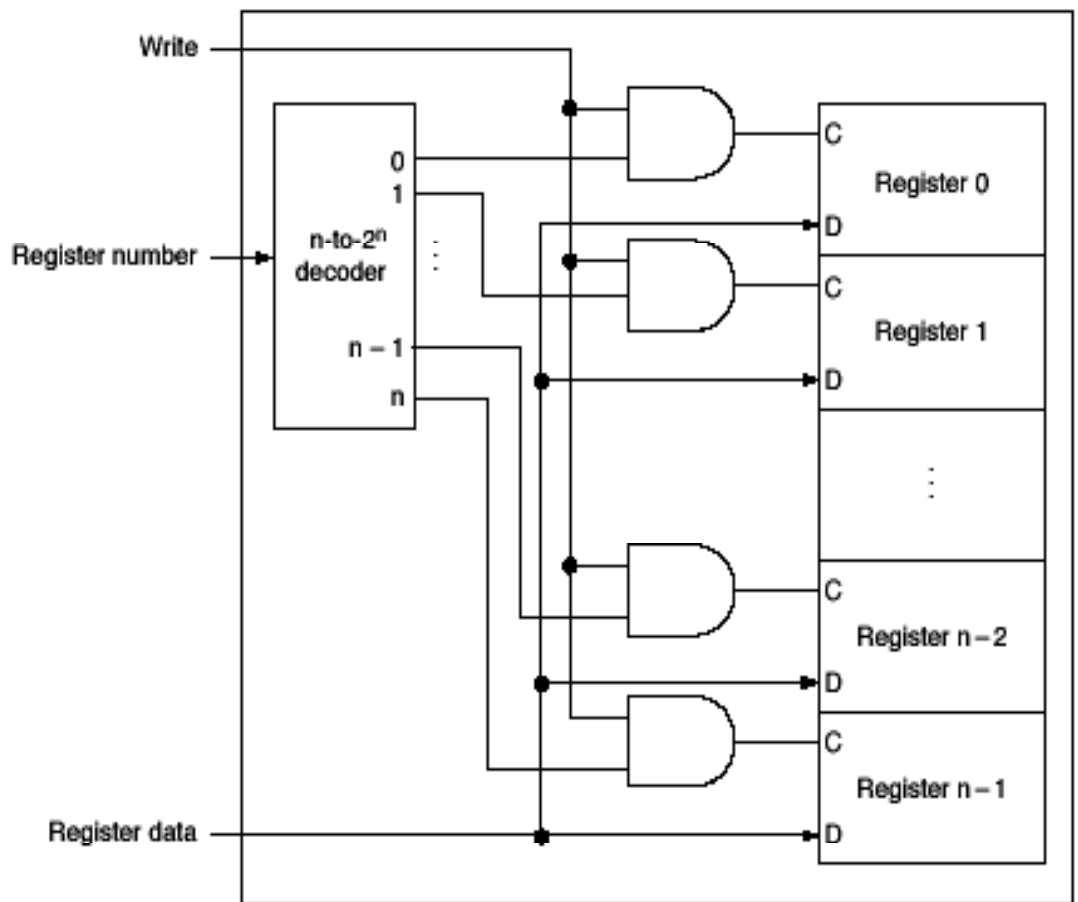 Write
C
0
Register 0
1
D
n-to-2ⁿ
decoder
⋮
Register number
C
Register 1
n – 1
D
n
⋮
C
Register n – 2
D
C
Register n – 1
Register data
D